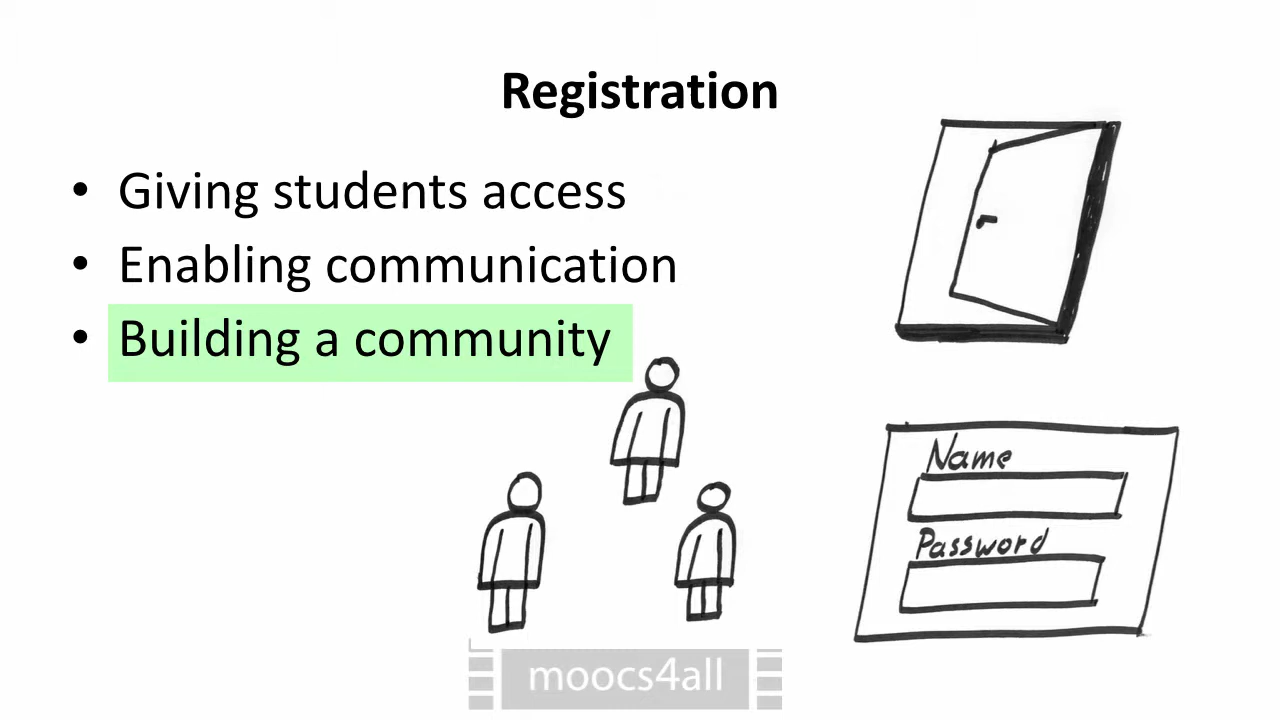 Registration
• Giving students access
• Enabling communication
• Building a community
Name
Password
moocs4all